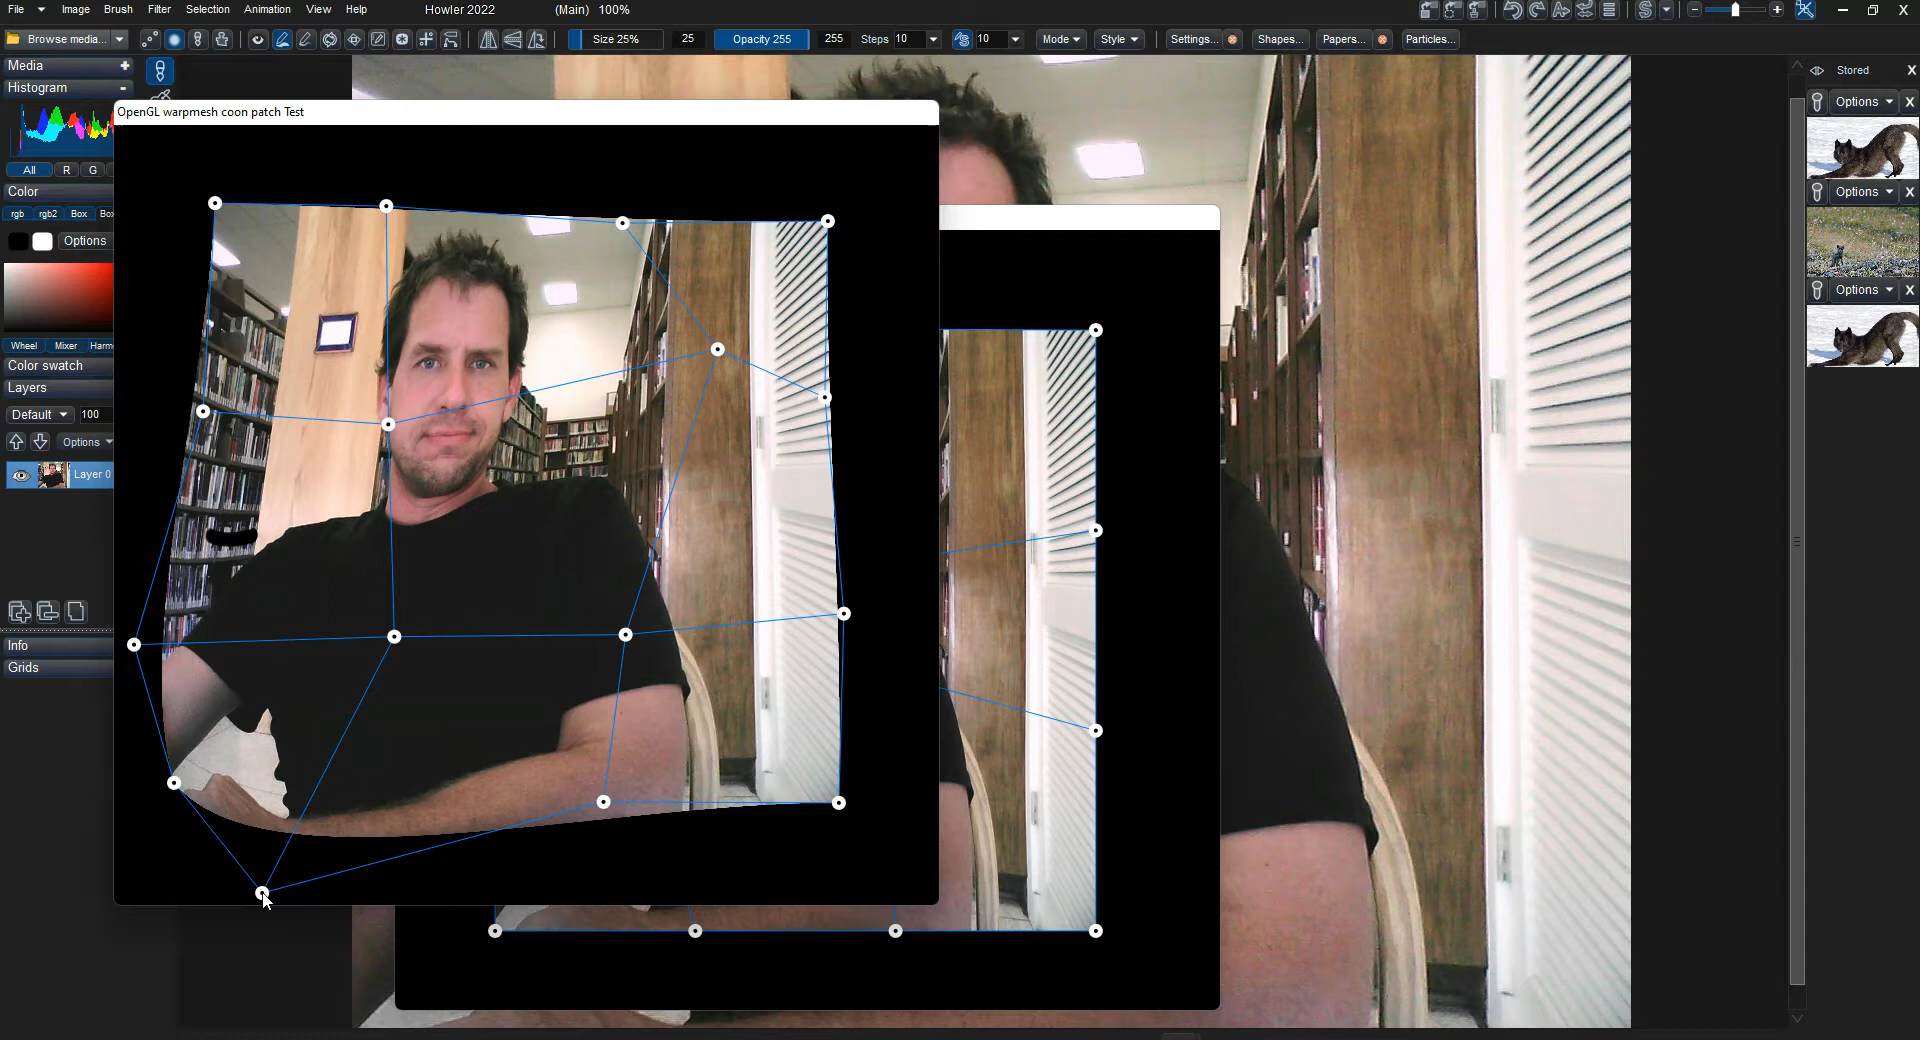 File Image Brush Filter Selection Animation View Help Howler 2022 (Main) 100%
Browse media... Size 25% 25 Opacity 255 255 Steps 10 10 Mode Style Settings... Shapes... Papers... Particles...
Media +
Histogram -
Stored X
OpenGL warpmesh coon patch Test
Options X
All R G
Color
Options X
rgb rgb2 Box Box
Options
Options X
Wheel Mixer Harm
Color swatch
Layers
Default 100
Options
Layer 0
Info
Grids